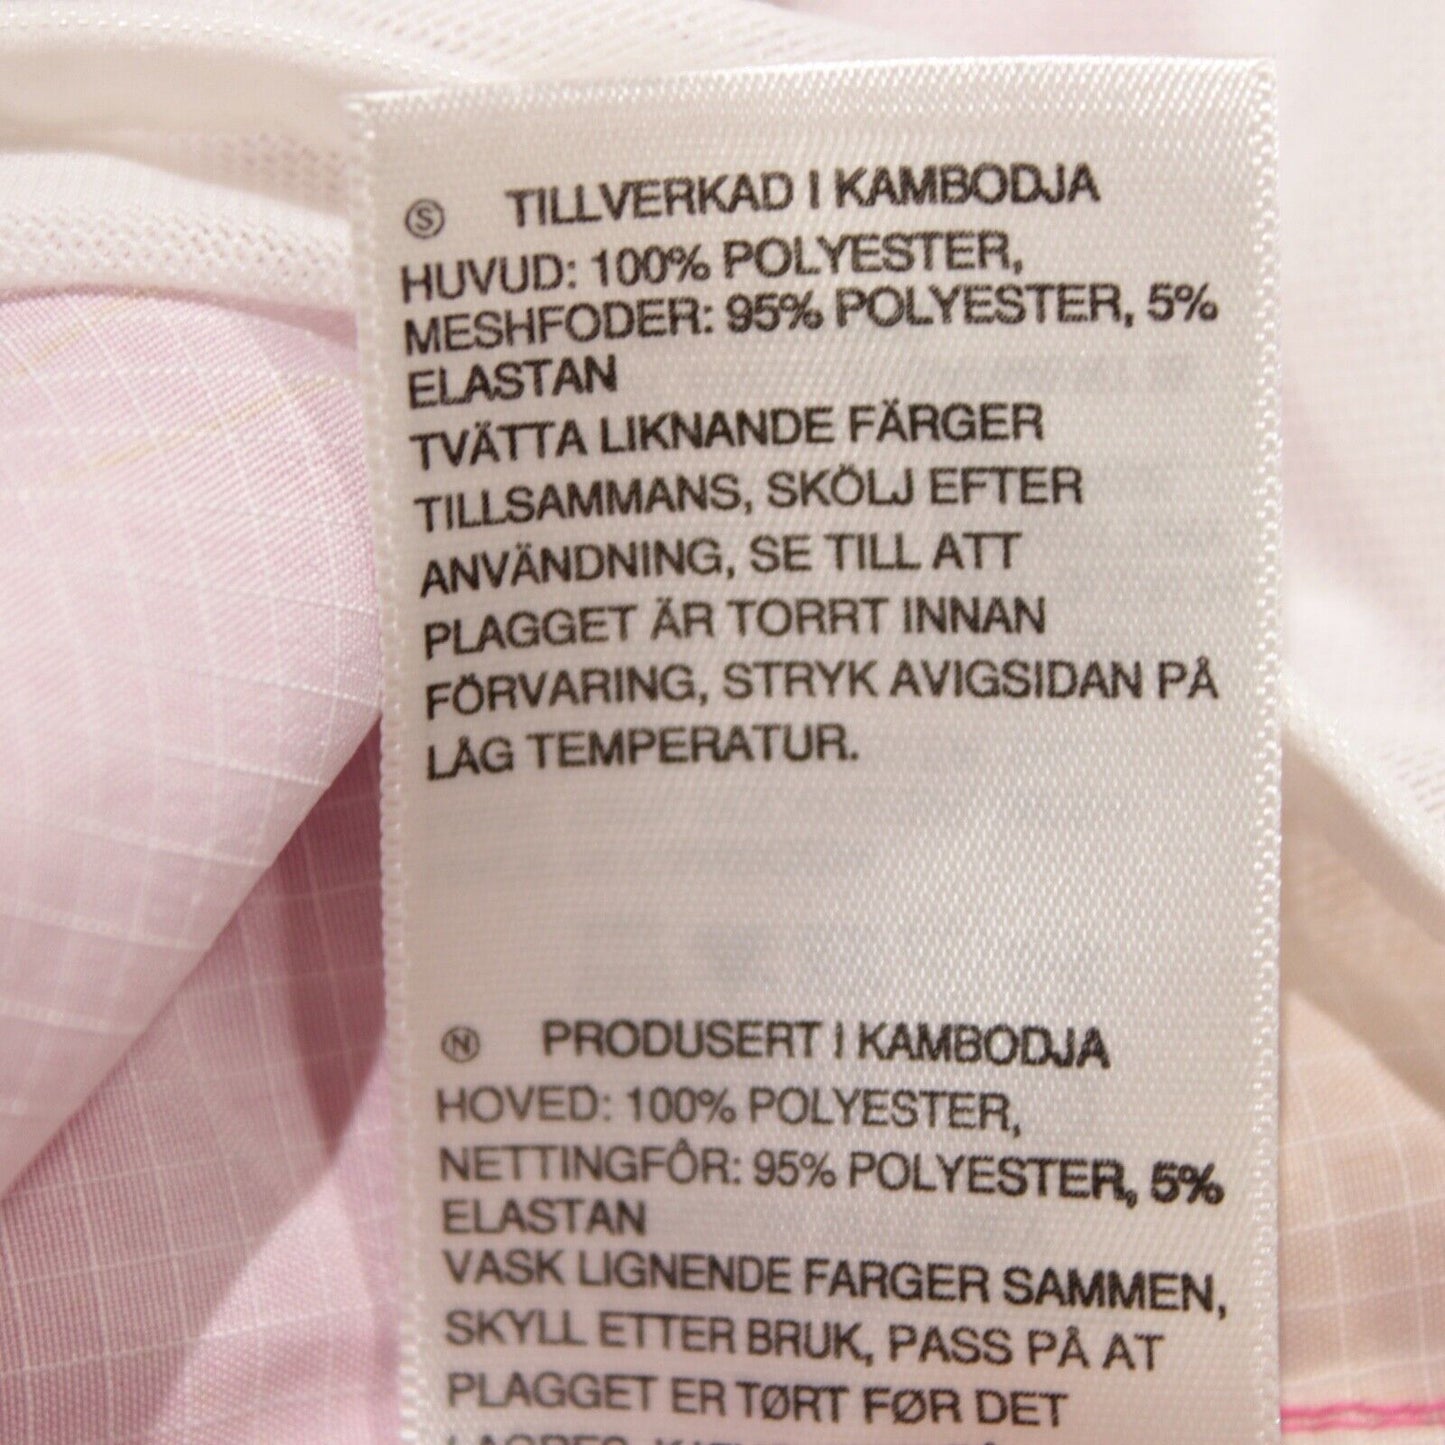 Ⓢ TILLVERKAD I KAMBODJA
HUVUD: 100% POLYESTER,
MESHFODER: 95% POLYESTER, 5%
ELASTAN
TVÄTTA LIKNANDE FÄRGER
TILLSAMMANS, SKÖLJ EFTER
ANVÄNDNING, SE TILL ATT
PLAGGET ÄR TORRT INNAN
FÖRVARING, STRYK AVIGSIDAN PÅ
LÅG TEMPERATUR.
Ⓝ PRODUSERT I KAMBODJA
HOVED: 100% POLYESTER,
NETTINGFÔR: 95% POLYESTER, 5%
ELASTAN
VASK LIGNENDE FARGER SAMMEN,
SKYLL ETTER BRUK, PASS PÅ AT
PLAGGET ER TØRT FØR DET